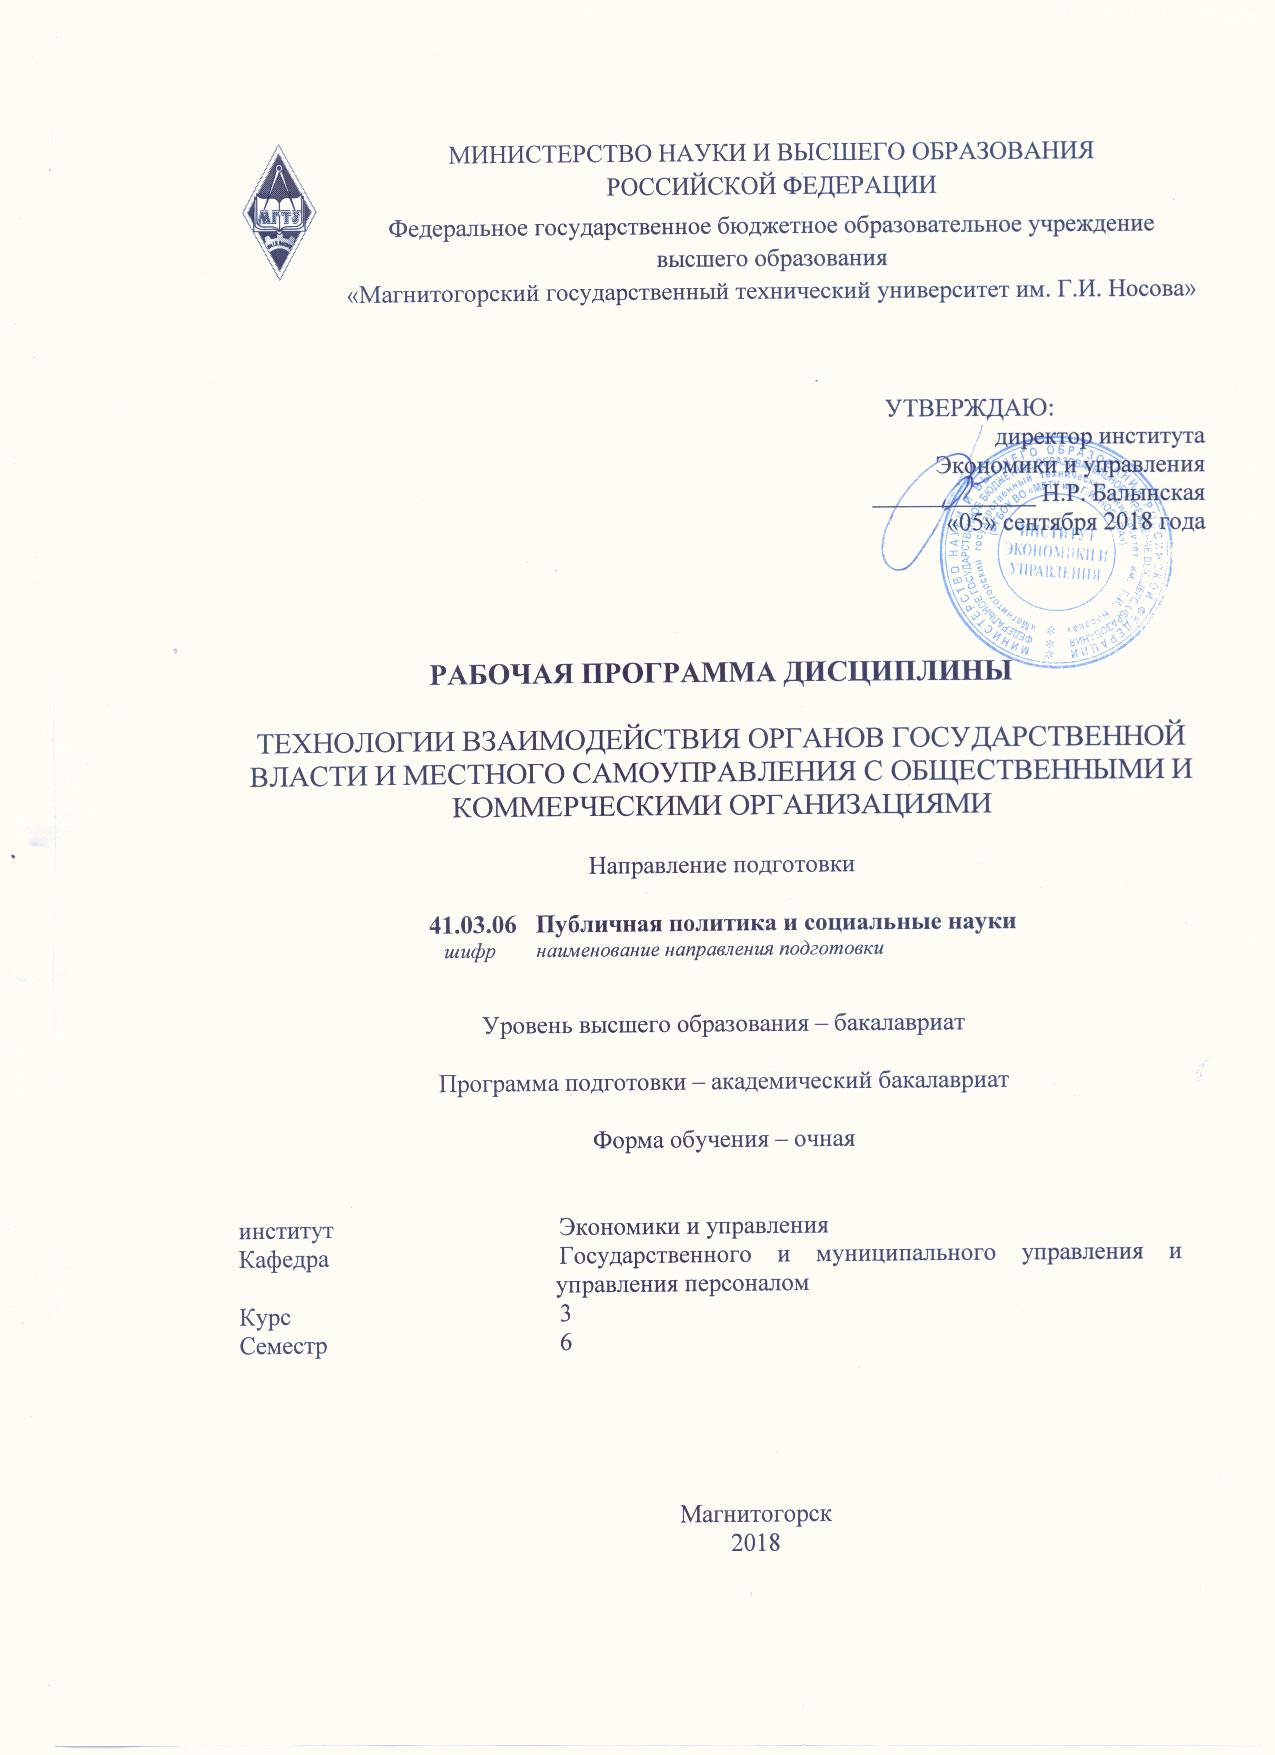 МИНИСТЕРСТВО НАУКИ И ВЫСШЕГО ОБРАЗОВАНИЯ
РОССИЙСКОЙ ФЕДЕРАЦИИ
Федеральное государственное бюджетное образовательное учреждение
высшего образования
«Магнитогорский государственный технический университет им. Г.И. Носова»
МГТУ
УТВЕРЖДАЮ:
директор института
Экономики и управления
Н.Р. Балынская
«05» сентября 2018 года
ИНСТИТУТ
ЭКОНОМИКИ И
УПРАВЛЕНИЯ
РАБОЧАЯ ПРОГРАММА ДИСЦИПЛИНЫ
ТЕХНОЛОГИИ ВЗАИМОДЕЙСТВИЯ ОРГАНОВ ГОСУДАРСТВЕННОЙ
ВЛАСТИ И МЕСТНОГО САМОУПРАВЛЕНИЯ С ОБЩЕСТВЕННЫМИ И
КОММЕРЧЕСКИМИ ОРГАНИЗАЦИЯМИ
Направление подготовки
41.03.06 Публичная политика и социальные науки
шифр наименование направления подготовки
Уровень высшего образования – бакалавриат
Программа подготовки – академический бакалавриат
Форма обучения – очная
институт Экономики и управления
Кафедра Государственного и муниципального управления и
управления персоналом
Курс 3
Семестр 6
Магнитогорск
2018